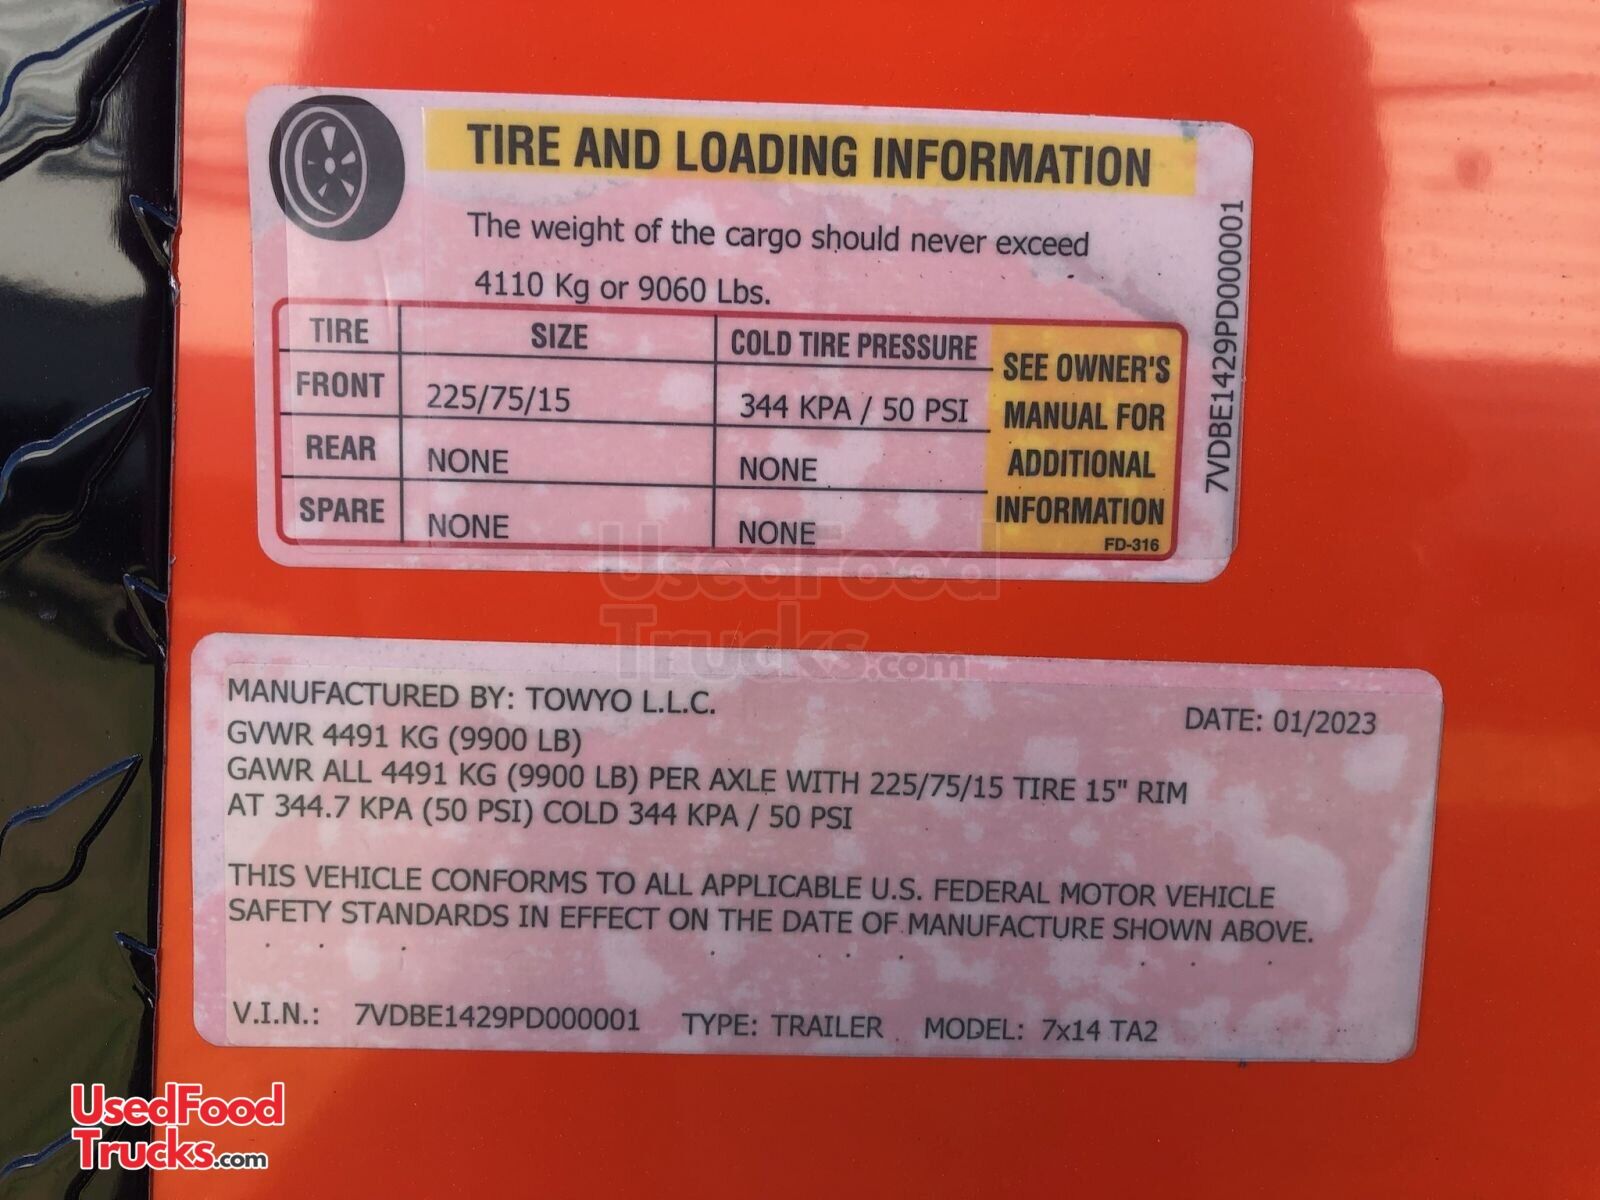 TIRE AND LOADING INFORMATION
The weight of the cargo should never exceed
4110 Kg or 9060 Lbs.
TIRE SIZE COLD TIRE PRESSURE
FRONT 225/75/15 344 KPA / 50 PSI
REAR NONE NONE
SPARE NONE NONE
SEE OWNER'S
MANUAL FOR
ADDITIONAL
INFORMATION
FD-316
7VDBE1429PD000001
UsedFood
Trucks.com
MANUFACTURED BY: TOWYO L.L.C. DATE: 01/2023
GVWR 4491 KG (9900 LB)
GAWR ALL 4491 KG (9900 LB) PER AXLE WITH 225/75/15 TIRE 15" RIM
AT 344.7 KPA (50 PSI) COLD 344 KPA / 50 PSI
THIS VEHICLE CONFORMS TO ALL APPLICABLE U.S. FEDERAL MOTOR VEHICLE
SAFETY STANDARDS IN EFFECT ON THE DATE OF MANUFACTURE SHOWN ABOVE.
V.I.N.: 7VDBE1429PD000001 TYPE: TRAILER MODEL: 7x14 TA2
UsedFood
Trucks.com